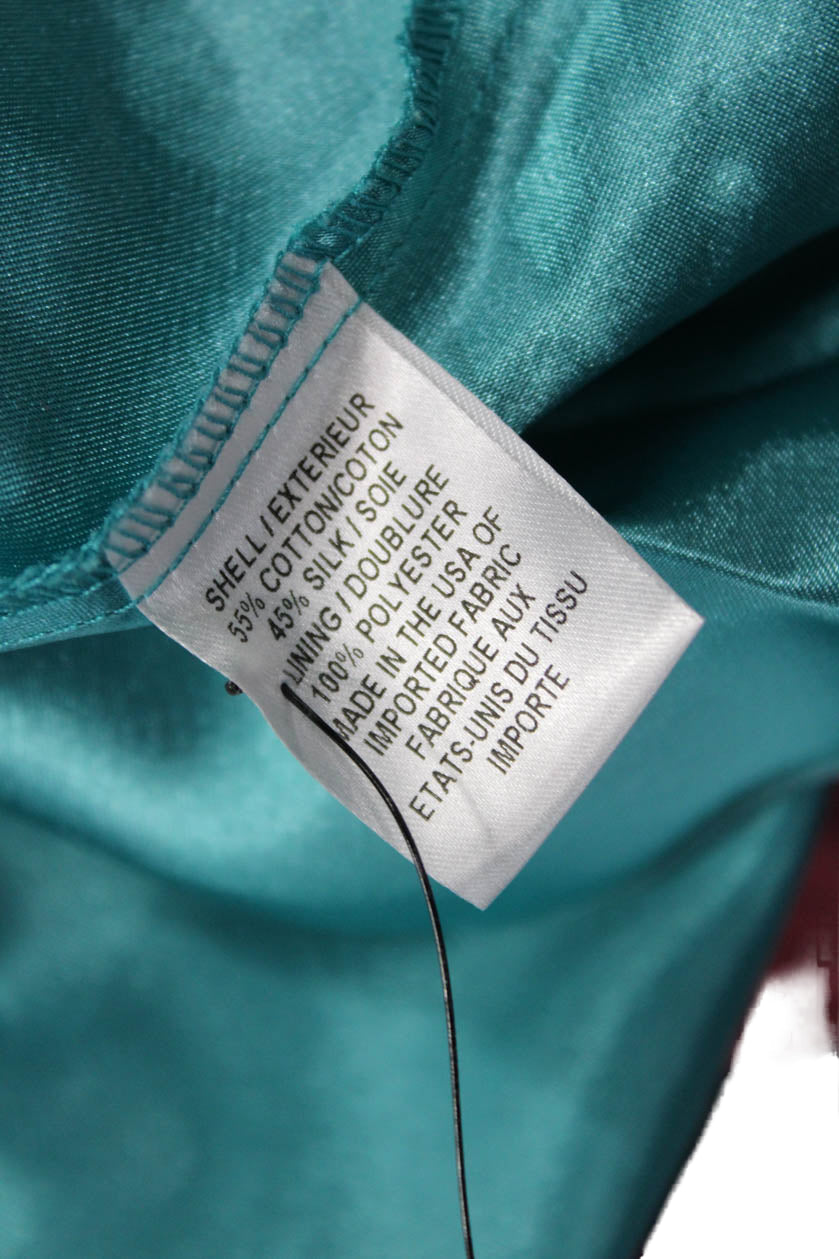 SHELL / EXTERIEUR
55% COTTON/COTON
45% SILK / SOIE
LINING / DOUBLURE
100% POLYESTER
MADE IN THE USA OF
IMPORTED FABRIC
FABRIQUE AUX
ETATS-UNIS DU TISSU
IMPORTE